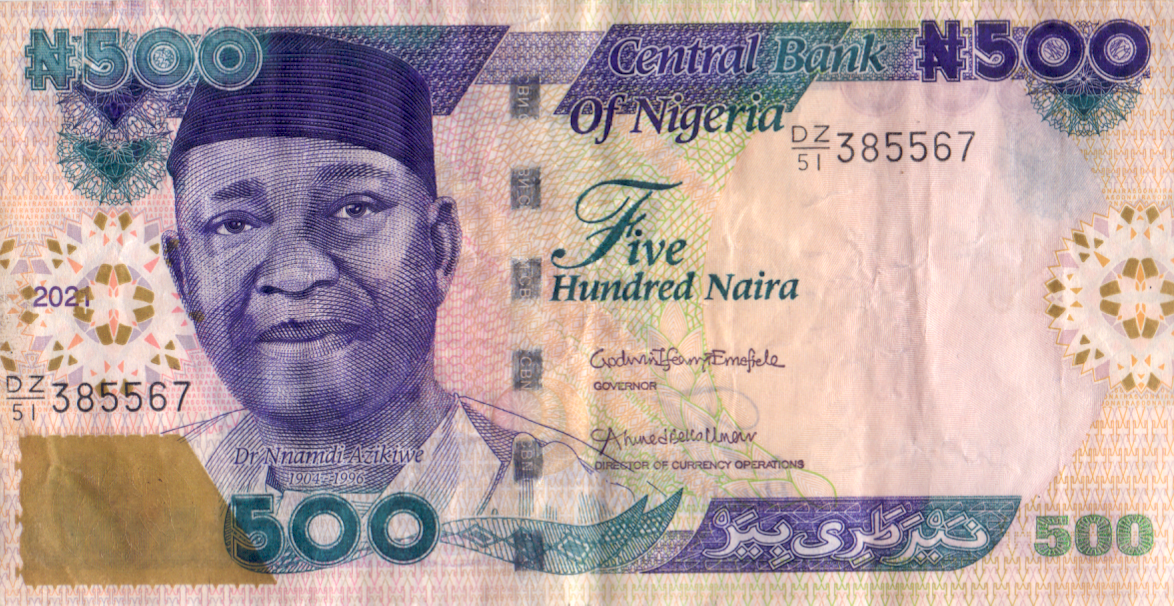 ₦500
Central Bank
Of Nigeria
₦500
DZ
51 385567
Five
Hundred Naira
2021
DZ
51 385567
GOVERNOR
DIRECTOR OF CURRENCY OPERATIONS
Dr Nnamdi Azikiwe
1904 - 1996
500
نَيْرَ طَرِى بِيَرْ
500